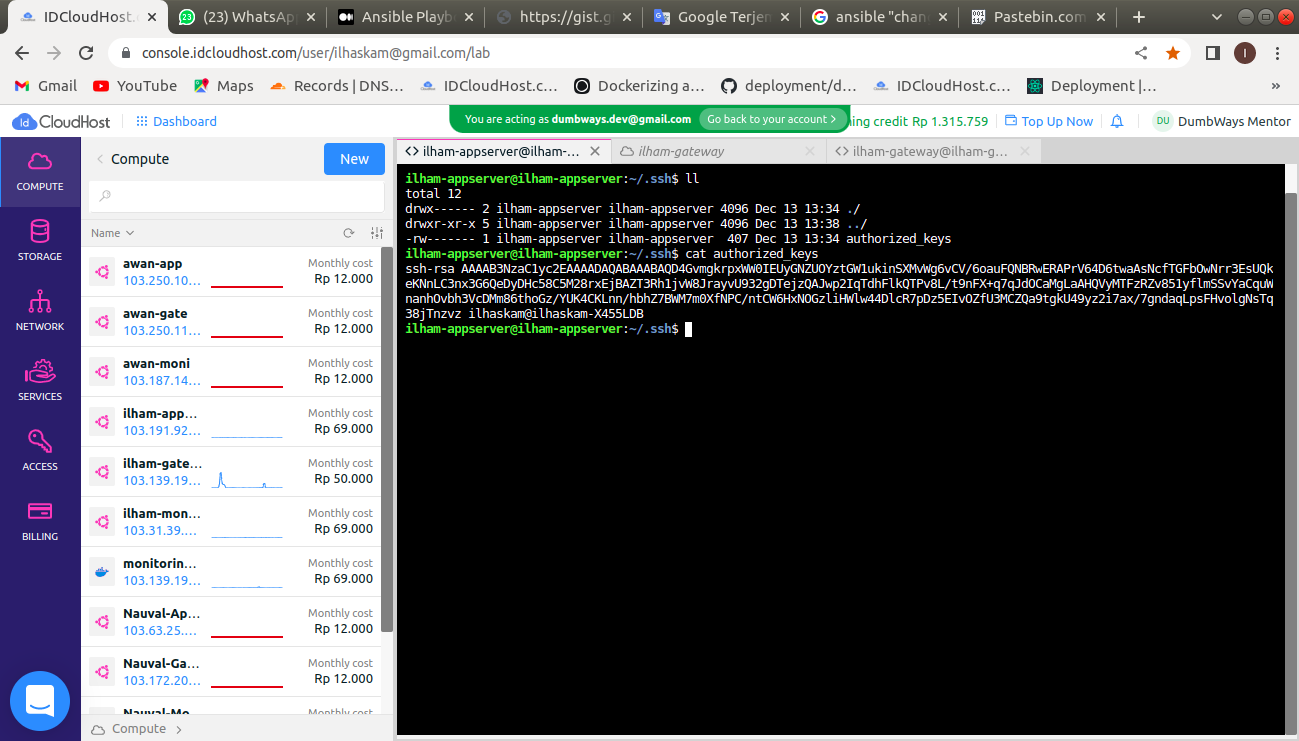 IDCloudHost.c
(23) WhatsAp
Ansible Playb
https://gist.g
Google Terjem
ansible "chan
Pastebin.com
console.idcloudhost.com/user/ilhaskam@gmail.com/lab
Gmail
YouTube
Maps
Records | DNS...
IDCloudHost.c...
Dockerizing a...
deployment/d...
IDCloudHost.c...
Deployment |...
»
Id CloudHost
Dashboard
You are acting as dumbways.dev@gmail.com
Go back to your account >
ning credit Rp 1.315.759
Top Up Now
DU
DumbWays Mentor
COMPUTE
STORAGE
NETWORK
SERVICES
ACCESS
BILLING
Compute
New
Name
awan-app
103.250.10...
Monthly cost
Rp 12.000
awan-gate
103.250.11...
Monthly cost
Rp 12.000
awan-moni
103.187.14...
Monthly cost
Rp 12.000
ilham-app...
103.191.92...
Monthly cost
Rp 69.000
ilham-gate...
103.139.19...
Monthly cost
Rp 50.000
ilham-mon...
103.31.39....
Monthly cost
Rp 69.000
monitorin...
103.139.19...
Monthly cost
Rp 69.000
Nauval-Ap...
103.63.25....
Monthly cost
Rp 12.000
Nauval-Ga...
103.172.20...
Monthly cost
Rp 12.000
Nauval-Mo
Monthly cost
Compute >
<> ilham-appserver@ilham-...
ilham-gateway
<> ilham-gateway@ilham-g...
ilham-appserver@ilham-appserver:~/.ssh$ ll
total 12
drwx------ 2 ilham-appserver ilham-appserver 4096 Dec 13 13:34 ./
drwxr-xr-x 5 ilham-appserver ilham-appserver 4096 Dec 13 13:38 ../
-rw------- 1 ilham-appserver ilham-appserver  407 Dec 13 13:34 authorized_keys
ilham-appserver@ilham-appserver:~/.ssh$ cat authorized_keys
ssh-rsa AAAAB3NzaC1yc2EAAAADAQABAAABAQD4GvmgkrpxWW0IEUyGNZUOYztGW1ukinSXMvWg6vCV/6oauFQNBRwERAPrV64D6twaAsNcfTGFbOwNrr3EsUQk
eKNnLC3nx3G6QeDyDHc58C5M28rxEjBAZT3Rh1jvW8JrayvU932gDTejzQAJwp2IqTdhFlkQTPv8L/t9nFX+q7qJdOCaMgLaAHQVyMTFzRZv851yflmSSvYaCquW
nanhOvbh3VcDMm86thoGz/YUK4CKLnn/hbhZ7BWM7m0XfNPC/ntCW6HxNOGzliHWlw44DlcR7pDz5EIvOZfU3MCZQa9tgkU49yz2i7ax/7gndaqLpsFHvolgNsTq
38jTnzvz ilhaskam@ilhaskam-X455LDB
ilham-appserver@ilham-appserver:~/.ssh$